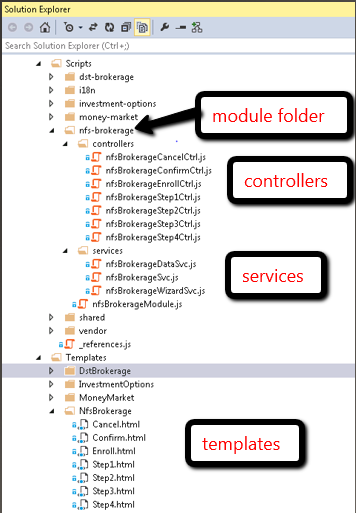 Solution Explorer
Search Solution Explorer (Ctrl+;)
Scripts
dst-brokerage
i18n
investment-options
money-market
nfs-brokerage
controllers
nfsBrokerageCancelCtrl.js
nfsBrokerageConfirmCtrl.js
nfsBrokerageEnrollCtrl.js
nfsBrokerageStep1Ctrl.js
nfsBrokerageStep2Ctrl.js
nfsBrokerageStep3Ctrl.js
nfsBrokerageStep4Ctrl.js
services
nfsBrokerageDataSvc.js
nfsBrokerageSvc.js
nfsBrokerageWizardSvc.js
nfsBrokerageModule.js
shared
vendor
_references.js
Templates
DstBrokerage
InvestmentOptions
MoneyMarket
NfsBrokerage
Cancel.html
Confirm.html
Enroll.html
Step1.html
Step2.html
Step3.html
Step4.html
module folder
controllers
services
templates